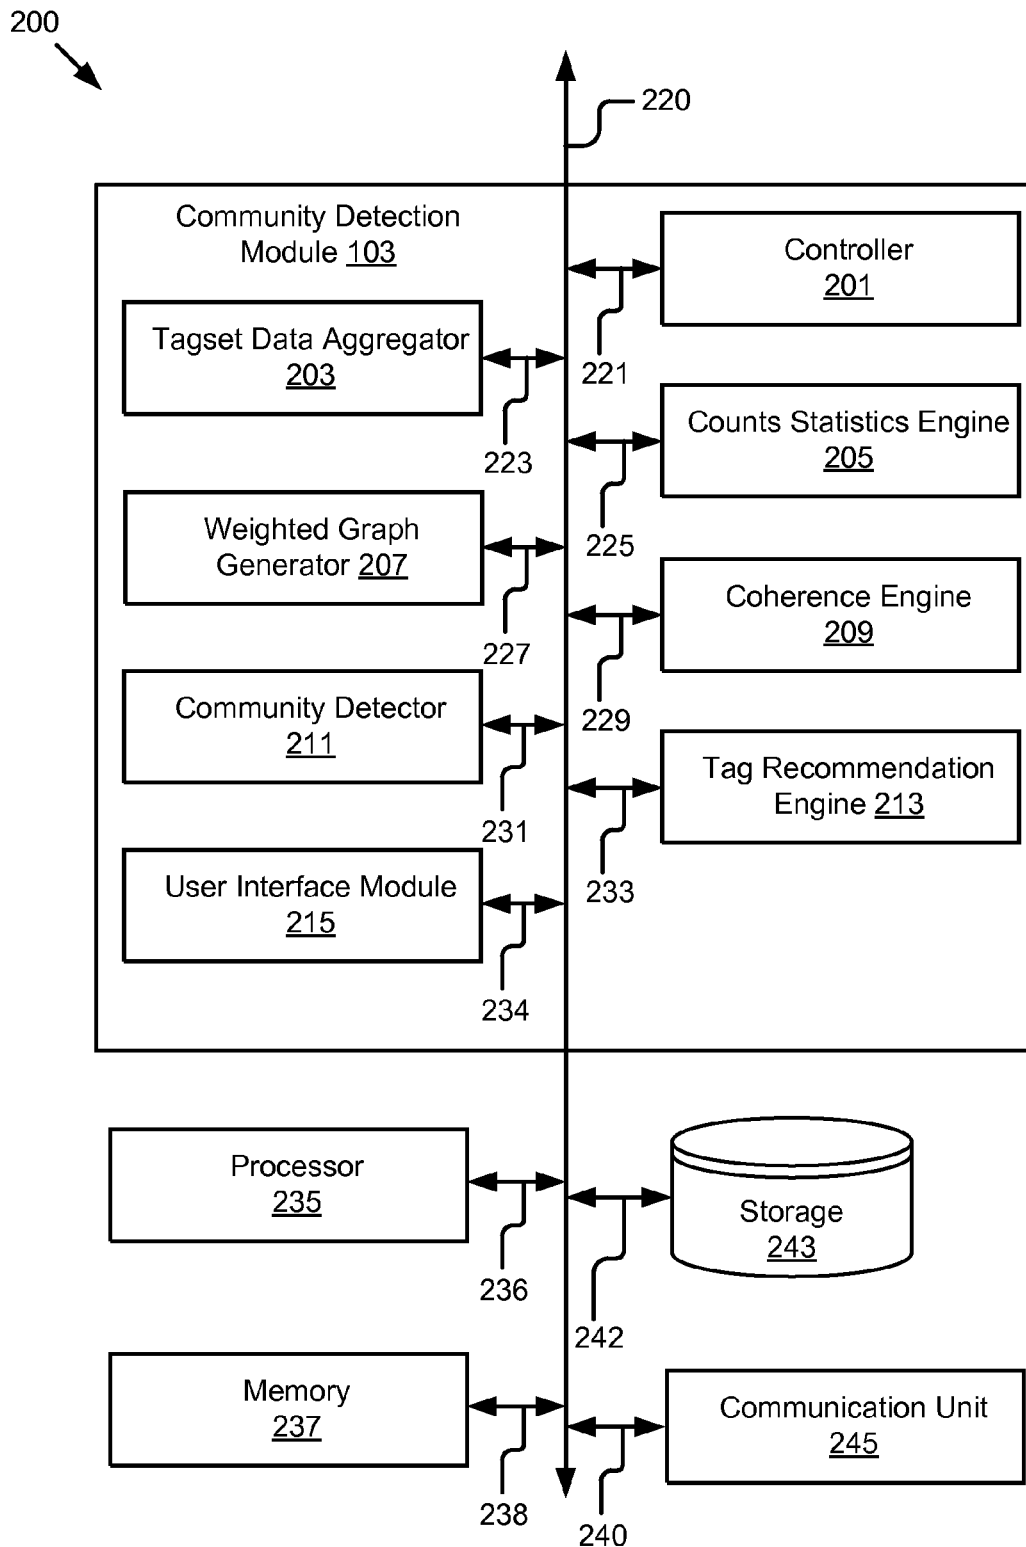 200
220
Community Detection
Module 103
Controller
201
221
Tagset Data Aggregator
203
223
Counts Statistics Engine
205
225
Weighted Graph
Generator 207
227
Coherence Engine
209
229
Community Detector
211
231
Tag Recommendation
Engine 213
233
User Interface Module
215
234
Processor
235
236
Storage
243
242
Memory
237
238
Communication Unit
245
240